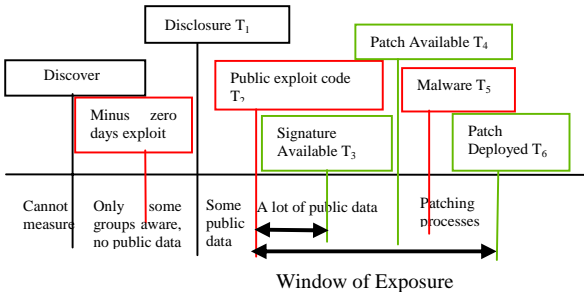 Disclosure T1
Patch Available T4
Discover
Public exploit code
T2
Malware T5
Minus zero
days exploit
Signature
Available T3
Patch
Deployed T6
Cannot
measure
Only some
groups aware,
no public data
Some
public
data
A lot of public data
Patching
processes
Window of Exposure